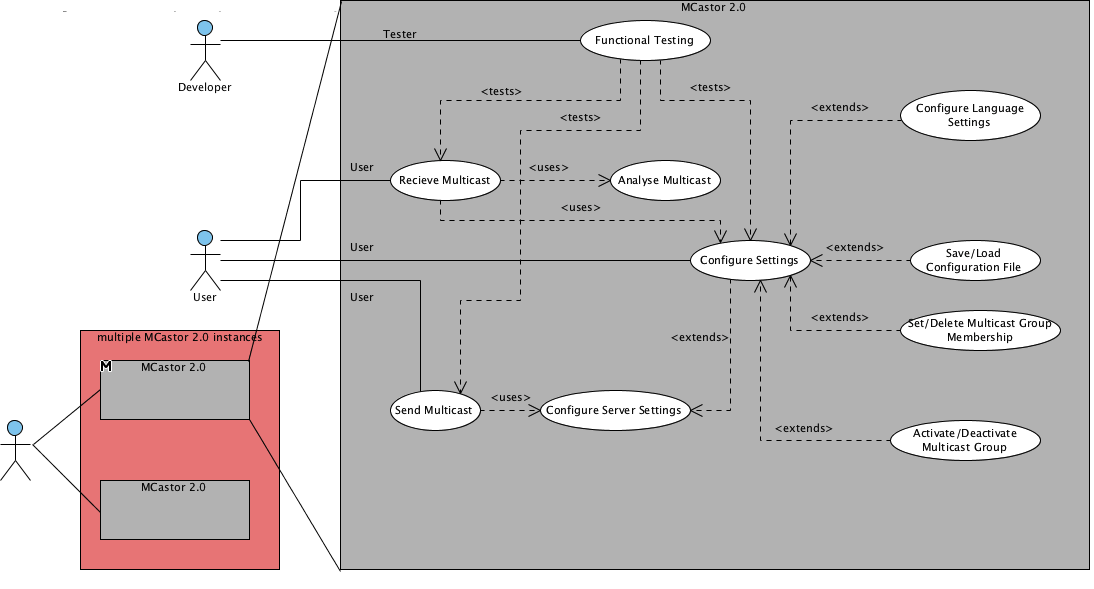 MCastor 2.0
Tester
Functional Testing
Developer
<tests>
<tests>
<tests>
<extends>
Configure Language
Settings
User
<uses>
Recieve Multicast
Analyse Multicast
<uses>
User
Configure Settings
<extends>
Save/Load
Configuration File
User
User
<extends>
Set/Delete Multicast Group
Membership
multiple MCastor 2.0 instances
<extends>
M
MCastor 2.0
<uses>
Send Multicast
Configure Server Settings
<extends>
Activate/Deactivate
Multicast Group
MCastor 2.0